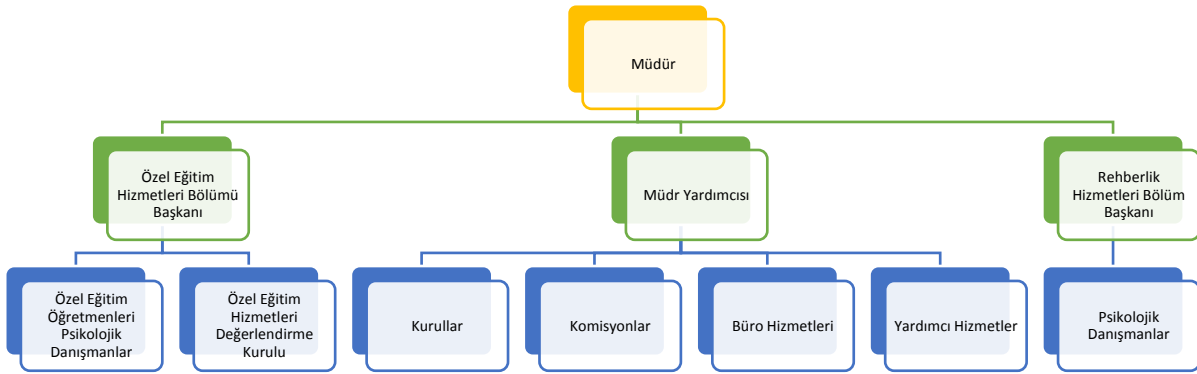 Müdür
Özel Eğitim
Hizmetleri Bölümü
Başkanı
Müdr Yardımcısı
Rehberlik
Hizmetleri Bölüm
Başkanı
Özel Eğitim
Öğretmenleri
Psikolojik
Danışmanlar
Özel Eğitim
Hizmetleri
Değerlendirme
Kurulu
Kurullar
Komisyonlar
Büro Hizmetleri
Yardımcı Hizmetler
Psikolojik
Danışmanlar